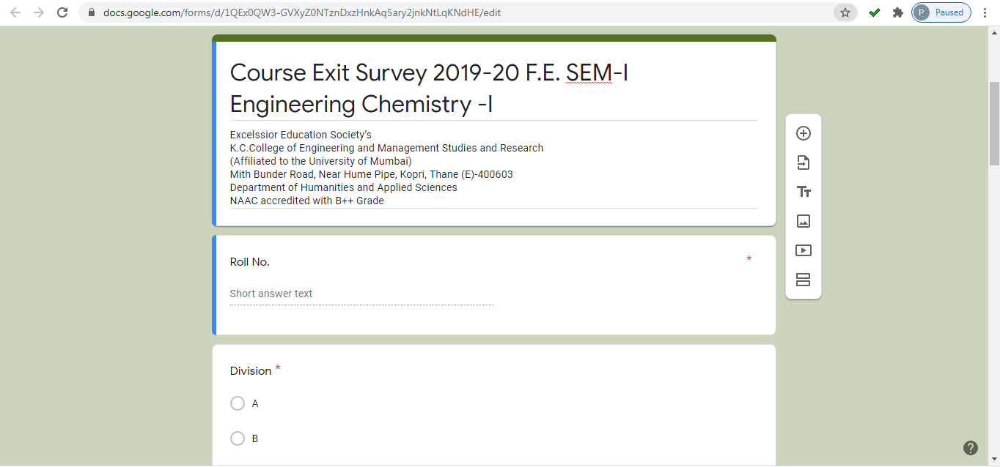 docs.google.com/forms/d/1QEx0QW3-GVXyZ0NTznDxzHnkAq5ary2jnkNtLqKNdHE/edit
P Paused
Course Exit Survey 2019-20 F.E. SEM-I
Engineering Chemistry -I
Excelssior Education Society’s
K.C.College of Engineering and Management Studies and Research
(Affiliated to the University of Mumbai)
Mith Bunder Road, Near Hume Pipe, Kopri, Thane (E)-400603
Department of Humanities and Applied Sciences
NAAC accredited with B++ Grade
Roll No. *
Short answer text
Division *
A
B